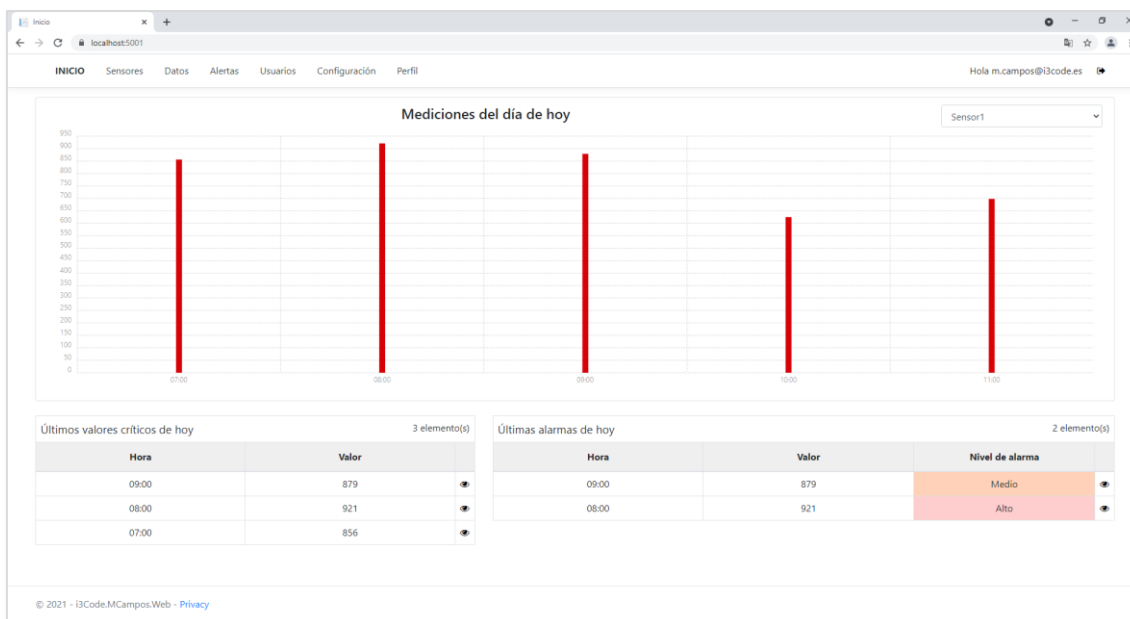 Inicio
localhost:5001
INICIO Sensores Datos Alertas Usuarios Configuración Perfil Hola m.campos@i3code.es
Mediciones del día de hoy
Sensor1
950
900
850
800
750
700
650
600
550
500
450
400
350
300
250
200
150
100
50
0
07:00 08:00 09:00 10:00 11:00
Últimos valores críticos de hoy 3 elemento(s)
Hora Valor
09:00 879
08:00 921
07:00 856
Últimas alarmas de hoy 2 elemento(s)
Hora Valor Nivel de alarma
09:00 879 Medio
08:00 921 Alto
© 2021 - i3Code.MCampos.Web - Privacy